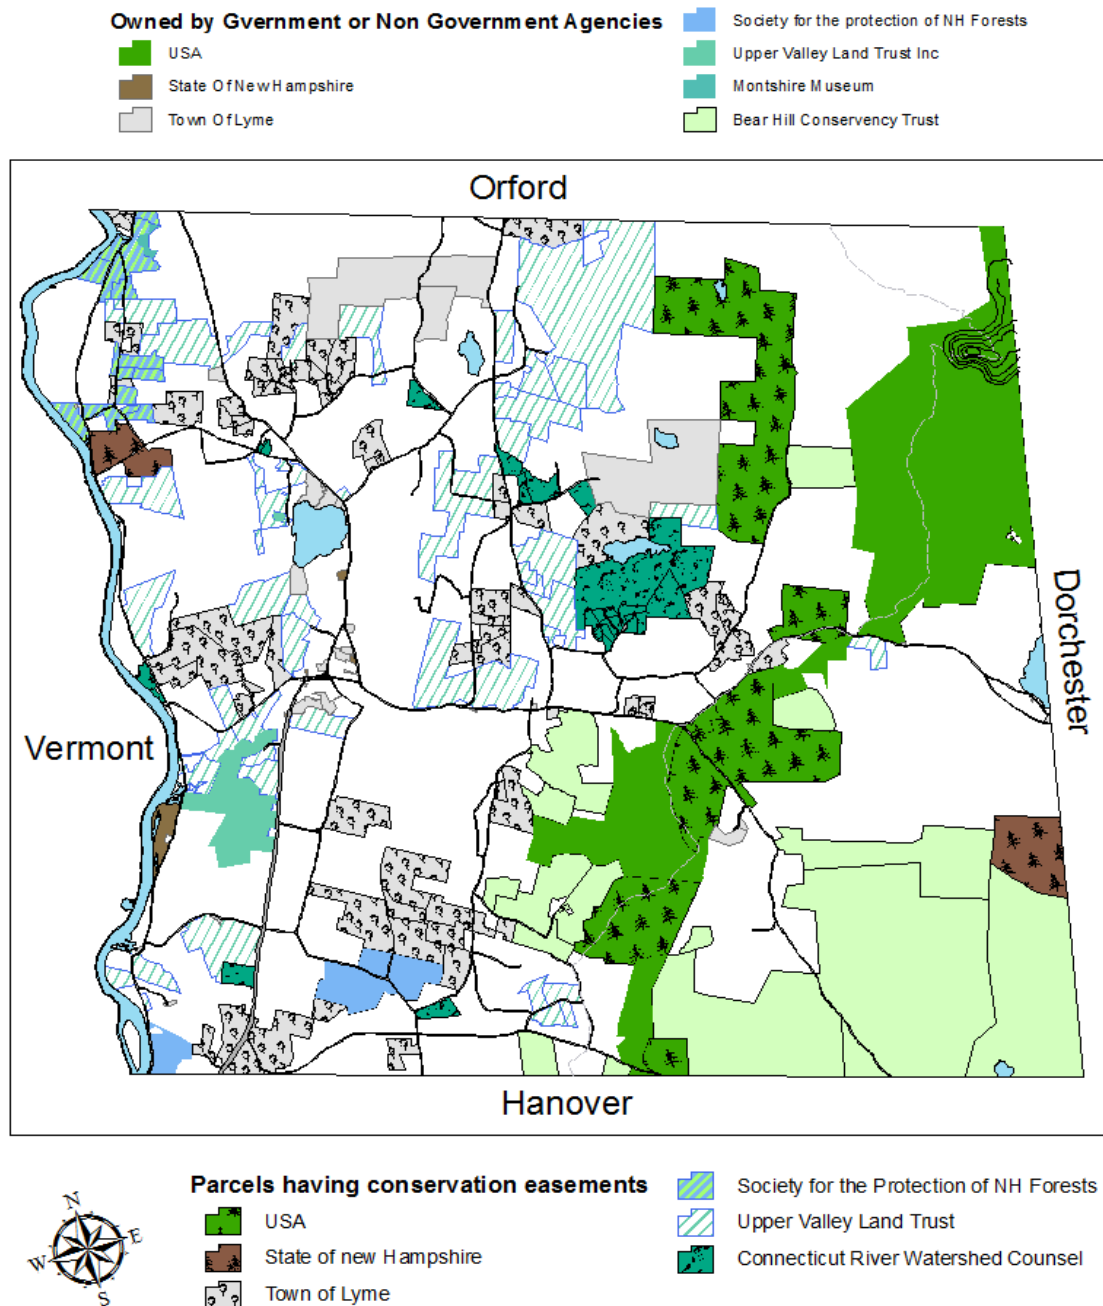 Owned by Gvernment or Non Government Agencies
USA
State Of New Hampshire
Town Of Lyme
Society for the protection of NH Forests
Upper Valley Land Trust Inc
Montshire Museum
Bear Hill Conservency Trust
Orford
Vermont
Dorchester
Hanover
N
E
W
S
Parcels having conservation easements
USA
State of new Hampshire
Town of Lyme
Society for the Protection of NH Forests
Upper Valley Land Trust
Connecticut River Watershed Counsel